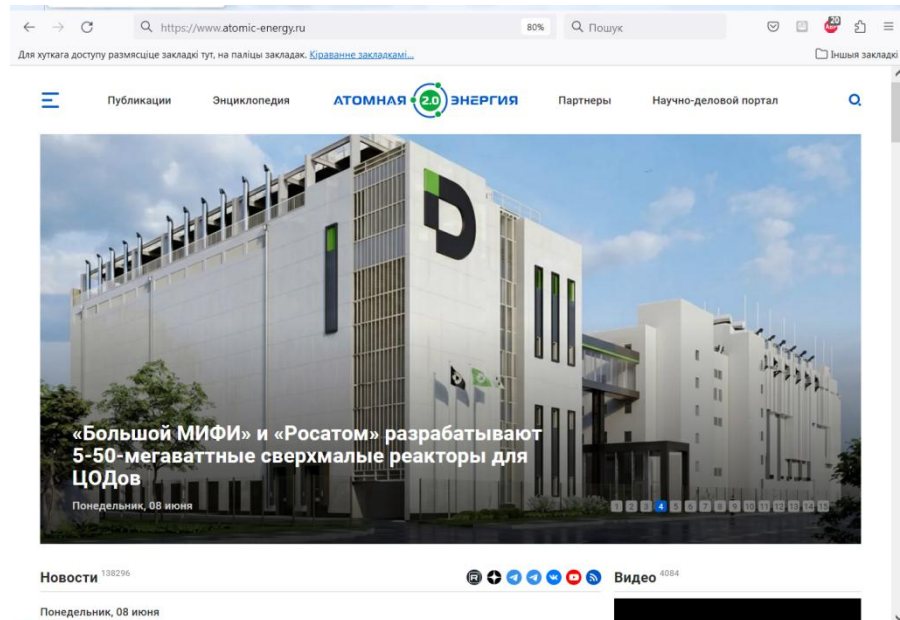 https://www.atomic-energy.ru
80%
Пошук
20
Для хуткага доступу размясціце закладкі тут, на паліцы закладак. Кіраванне закладкамі...
Іншыя закладкі
Публикации
Энциклопедия
АТОМНАЯ 2.0 ЭНЕРГИЯ
Партнеры
Научно-деловой портал
«Большой МИФИ» и «Росатом» разрабатывают
5-50-мегаваттные сверхмалые реакторы для
ЦОДов
Понедельник, 08 июня
1 2 3 4 5 6 7 8 9 10 11 12 13 14 15
Новости 138296
Видео 4084
Понедельник, 08 июня